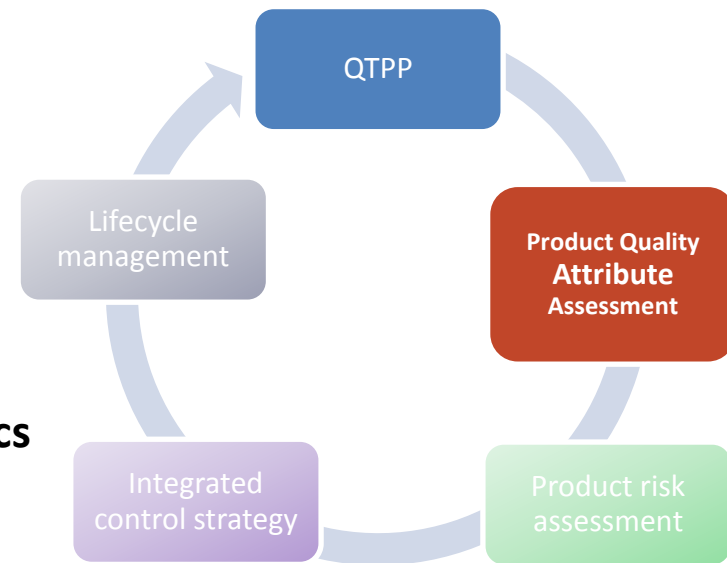 QTPP
Product Quality
Attribute
Assessment
Lifecycle
management
cs
Integrated
control strategy
Product risk
assessment